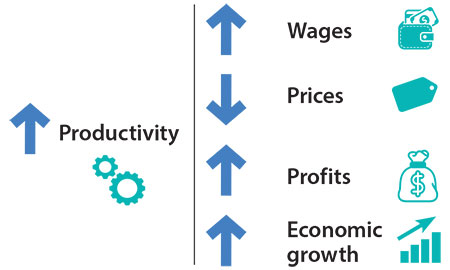 Productivity
Wages
Prices
Profits
Economic
growth
$